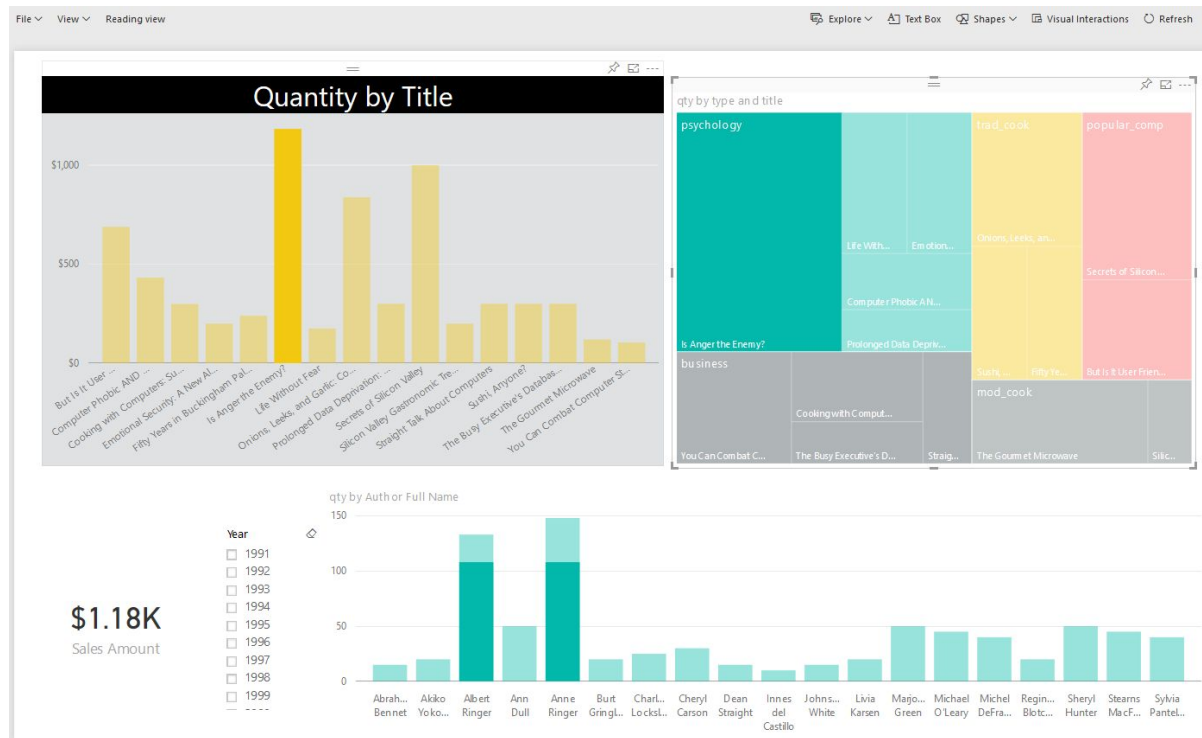 File View Reading view Explore Text Box Shapes Visual Interactions Refresh
Quantity by Title
$1,000
$500
$0
But Is It User ...
Computer Phobic AND ...
Cooking with Computers: Su...
Emotional Security: A New Al...
Fifty Years in Buckingham Pal...
Is Anger the Enemy?
Life Without Fear
Onions, Leeks, and Garlic: Co...
Prolonged Data Deprivation: ...
Secrets of Silicon Valley
Silicon Valley Gastronomic Tre...
Straight Talk About Computers
Sushi, Anyone?
The Busy Executive's Databas...
The Gourmet Microwave
You Can Combat Computer St...
qty by type and title
psychology
Is Anger the Enemy?
Life With...
Emotion...
Computer Phobic A N...
Prolonged Data Depriv...
business
You Can Combat C...
Cooking with Comput...
The Busy Executive's D...
Straig...
trad_cook
Onions, Leeks, an...
Sushi, ...
Fifty Ye...
popular_comp
Secrets of Silicon...
But Is It User Frien...
mod_cook
The Gourmet Microwave
Silic...
$1.18K
Sales Amount
Year
1991
1992
1993
1994
1995
1996
1997
1998
1999
qty by Author Full Name
150
100
50
0
Abrah... Bennet
Akiko Yoko...
Albert Ringer
Ann Dull
Anne Ringer
Burt Gringl...
Charl... Locksl...
Cheryl Carson
Dean Straight
Innes del Castillo
Johns... White
Livia Karsen
Marjo... Green
Michael O'Leary
Michel DeFra...
Regin... Blotc...
Sheryl Hunter
Stearns MacF...
Sylvia Pantel...